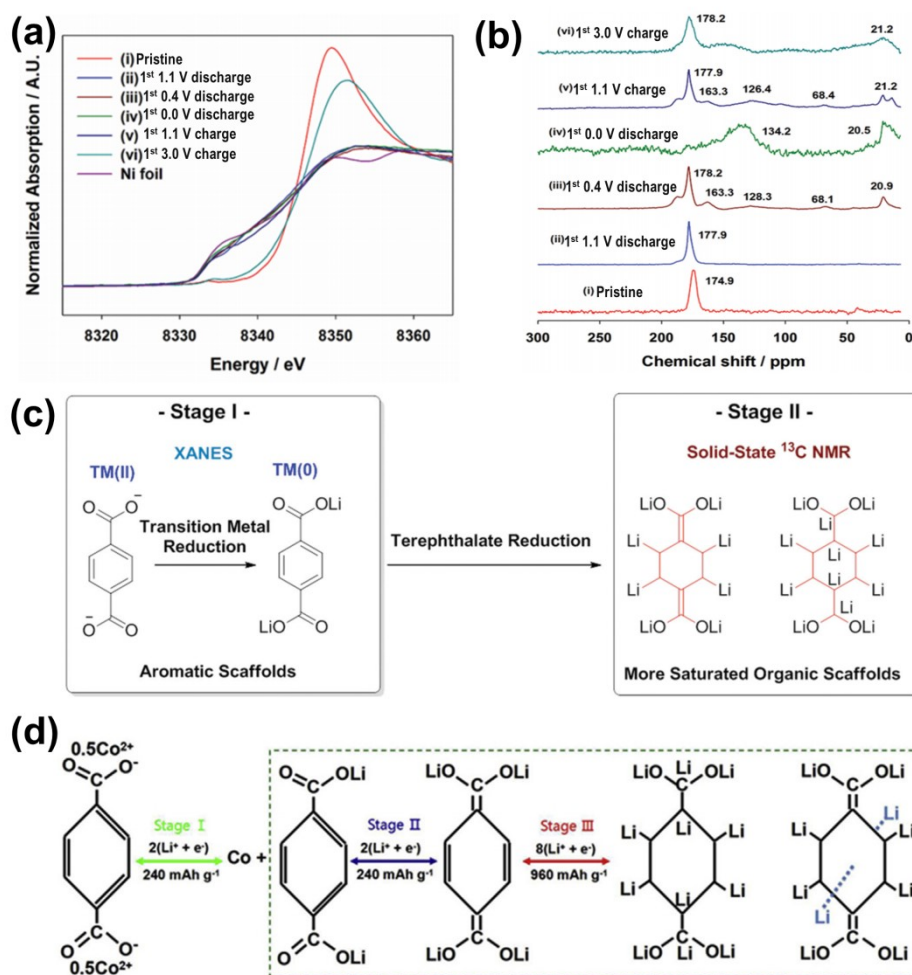 (a)
Normalized Absorption / A.U.
(i) Pristine
(ii) 1st 1.1 V discharge
(iii) 1st 0.4 V discharge
(iv) 1st 0.0 V discharge
(v) 1st 1.1 V charge
(vi) 1st 3.0 V charge
Ni foil
8320 8330 8340 8350 8360
Energy / eV
(b)
(vi) 1st 3.0 V charge 178.2 21.2
(v) 1st 1.1 V charge 177.9 163.3 126.4 68.4 21.2
(iv) 1st 0.0 V discharge 134.2 20.5
(iii) 1st 0.4 V discharge 178.2 163.3 128.3 68.1 20.9
(ii) 1st 1.1 V discharge 177.9
(i) Pristine 174.9
300 200 100 0
Chemical shift / ppm
(c)
- Stage I -
XANES
TM(II) TM(0)
O O⁻ O OLi
Transition Metal
Reduction
⁻O O LiO O
Aromatic Scaffolds
Terephthalate Reduction
- Stage II -
Solid-State ¹³C NMR
LiO OLi LiO OLi
Li
Li Li Li Li Li
Li
Li Li Li Li
Li
LiO OLi LiO OLi
More Saturated Organic Scaffolds
(d)
0.5Co²⁺
O C O⁻ O C OLi LiO C OLi LiO C OLi LiO C OLi
Li
Li Li Li Li Li Li
Stage I
2(Li⁺ + e⁻)
240 mAh g⁻¹
Co +
Stage II
2(Li⁺ + e⁻)
240 mAh g⁻¹
Stage III
8(Li⁺ + e⁻)
960 mAh g⁻¹
Li Li Li Li Li Li
Li
O C O⁻ O C OLi LiO C OLi LiO C OLi LiO C OLi
0.5Co²⁺